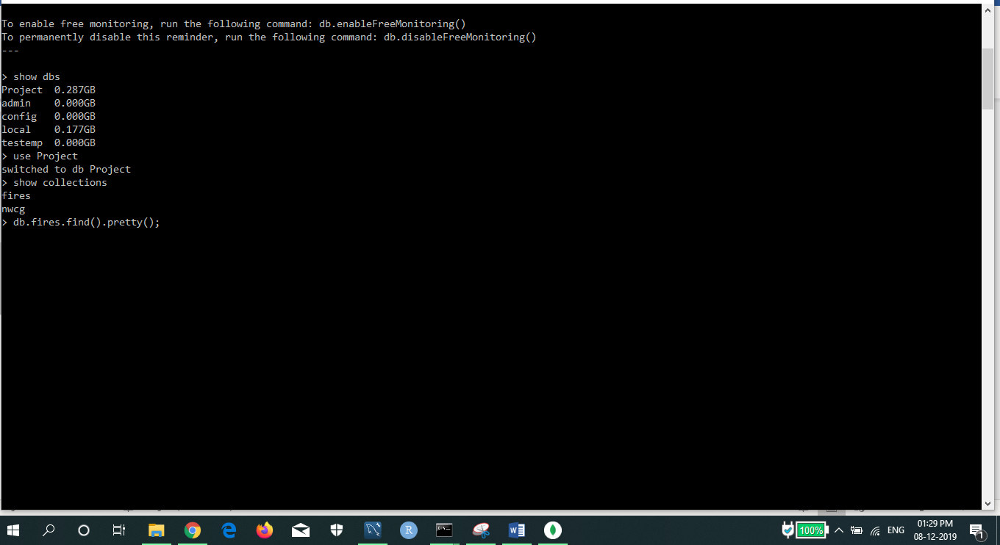 To enable free monitoring, run the following command: db.enableFreeMonitoring()
To permanently disable this reminder, run the following command: db.disableFreeMonitoring()
---
> show dbs
Project  0.287GB
admin    0.000GB
config   0.000GB
local    0.177GB
testemp  0.000GB
> use Project
switched to db Project
> show collections
fires
nwcg
> db.fires.find().pretty();
R
C:\_
W
100%
ENG
01:29 PM
08-12-2019
1